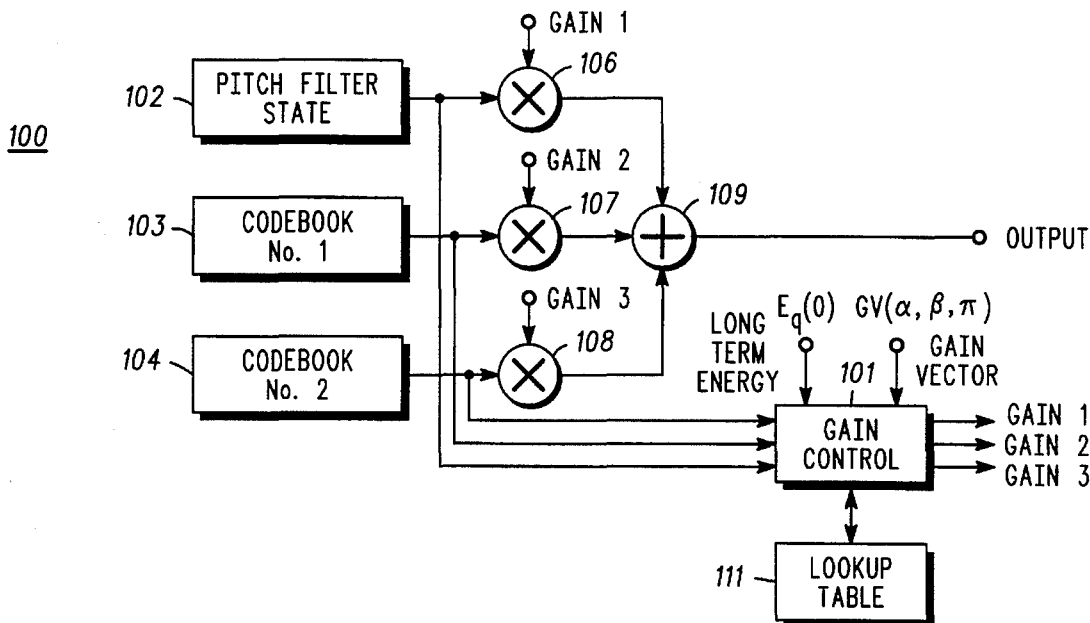 GAIN 1
PITCH FILTER
STATE
102
106
100
GAIN 2
CODEBOOK
No. 1
103
107
109
OUTPUT
GAIN 3
CODEBOOK
No. 2
104
108
LONG
TERM
ENERGY
Eq(0)
GV(α, β, π)
GAIN
VECTOR
101
GAIN
CONTROL
GAIN 1
GAIN 2
GAIN 3
111
LOOKUP
TABLE